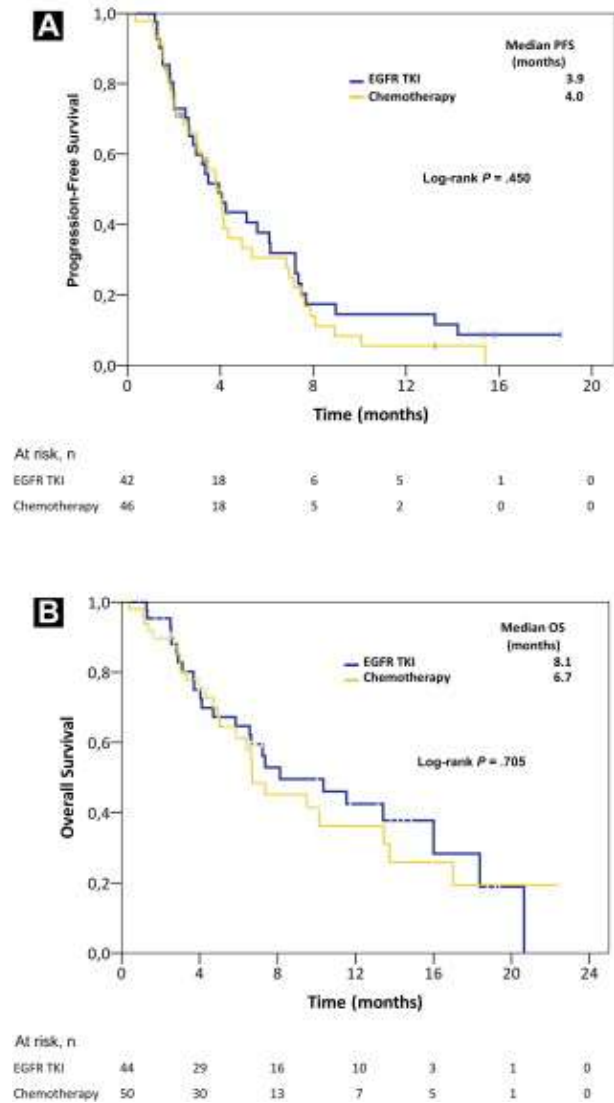 A
Median PFS
(months)
EGFR TKI 3.9
Chemotherapy 4.0
Log-rank P = .450
Progression-Free Survival
1,0
0,8
0,6
0,4
0,2
0,0
0 4 8 12 16 20
Time (months)
At risk, n
EGFR TKI 42 18 6 5 1 0
Chemotherapy 46 18 5 2 0 0
B
Median OS
(months)
EGFR TKI 8.1
Chemotherapy 6.7
Log-rank P = .705
Overall Survival
1,0
0,8
0,6
0,4
0,2
0,0
0 4 8 12 16 20 24
Time (months)
At risk, n
EGFR TKI 44 29 16 10 3 1 0
Chemotherapy 50 30 13 7 5 1 0